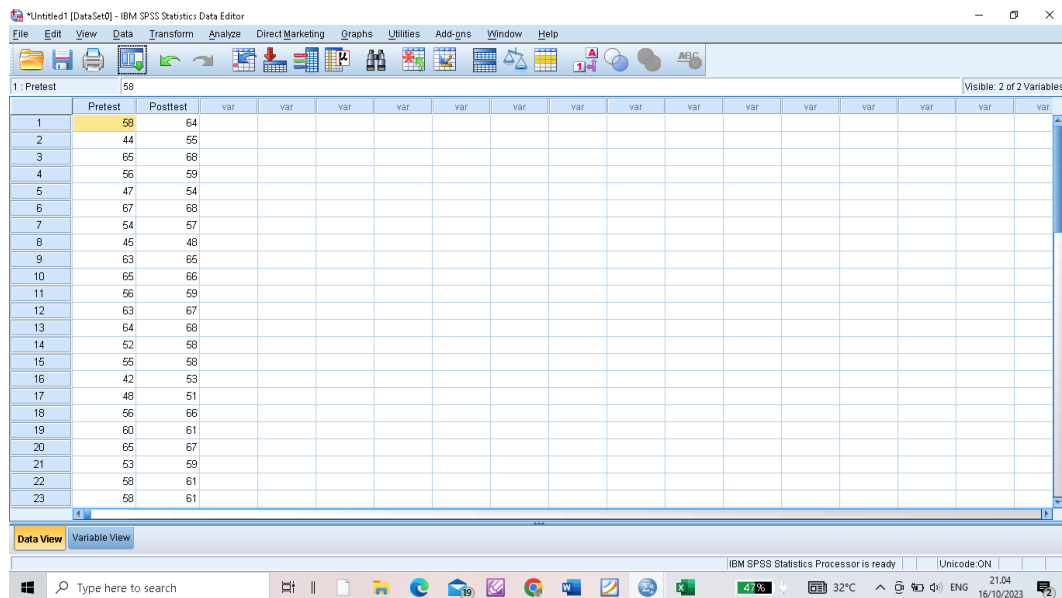 *Untitled1 [DataSet0] - IBM SPSS Statistics Data Editor
File Edit View Data Transform Analyze Direct Marketing Graphs Utilities Add-ons Window Help
1 : Pretest 58 Visible: 2 of 2 Variables
Pretest Posttest var var var var var var var var var var var var var var var
1 58 64
2 44 55
3 65 68
4 56 59
5 47 54
6 67 68
7 54 57
8 45 48
9 63 65
10 65 66
11 56 59
12 63 67
13 64 68
14 52 58
15 55 58
16 42 53
17 48 51
18 56 66
19 60 61
20 65 67
21 53 59
22 58 61
23 58 61
Data View Variable View
IBM SPSS Statistics Processor is ready Unicode:ON
Type here to search 19 47% 32°C ENG 21.04
16/10/2023 2